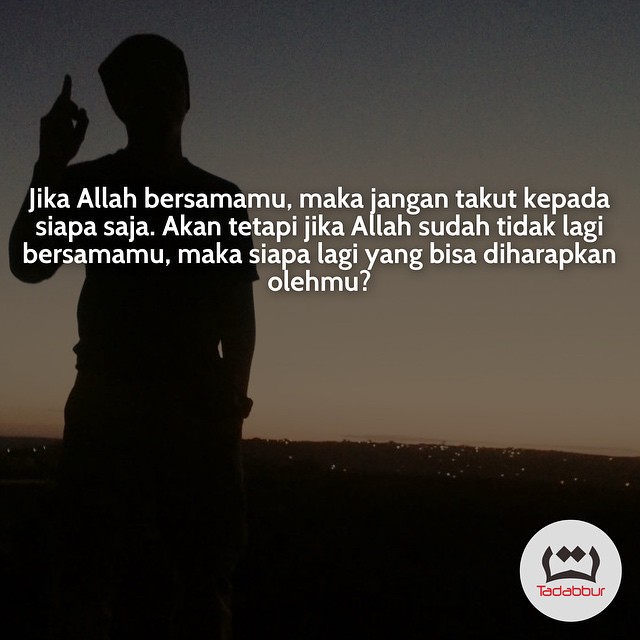 Jika Allah bersamamu, maka jangan takut kepada
siapa saja. Akan tetapi jika Allah sudah tidak lagi
bersamamu, maka siapa lagi yang bisa diharapkan
olehmu?
Tadabbur